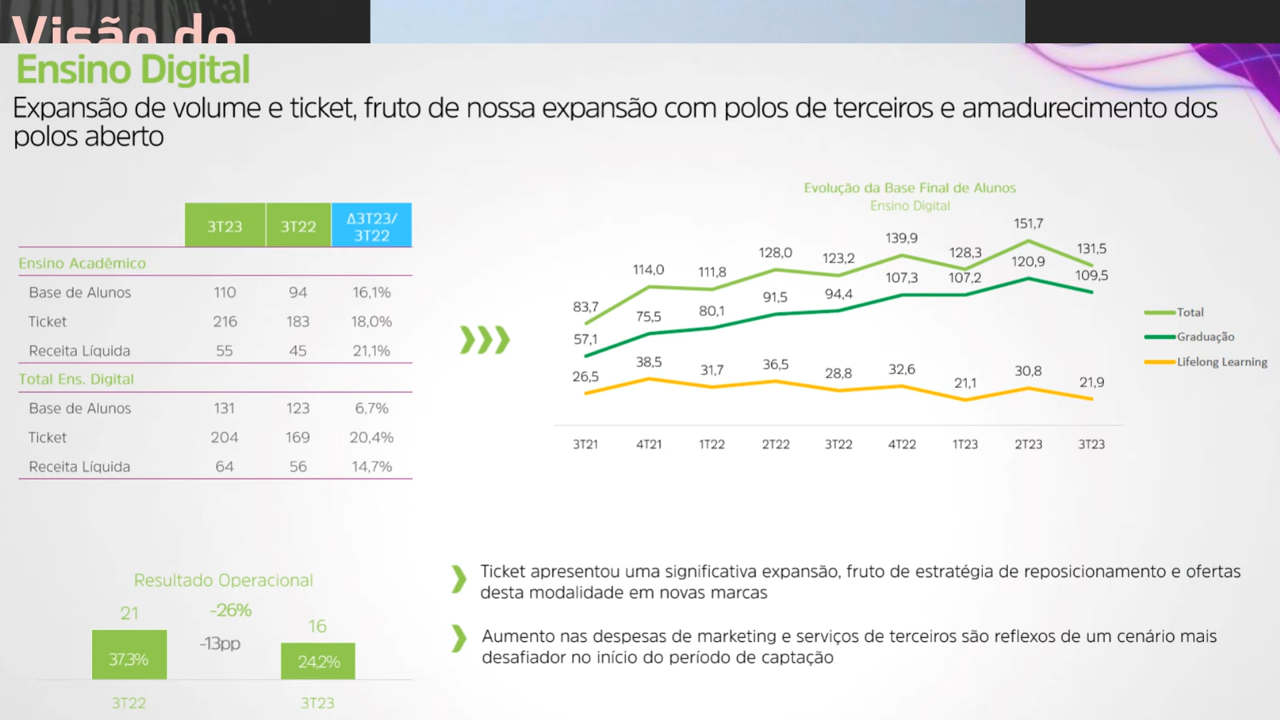 Visão do
Ensino Digital
Expansão de volume e ticket, fruto de nossa expansão com polos de terceiros e amadurecimento dos
polos aberto
3T23 3T22 Δ3T23/
3T22
Ensino Acadêmico
Base de Alunos 110 94 16,1%
Ticket 216 183 18,0%
Receita Líquida 55 45 21,1%
Total Ens. Digital
Base de Alunos 131 123 6,7%
Ticket 204 169 20,4%
Receita Líquida 64 56 14,7%
Evolução da Base Final de Alunos
Ensino Digital
83,7 114,0 111,8 128,0 123,2 139,9 128,3 151,7 131,5
57,1 75,5 80,1 91,5 94,4 107,3 107,2 120,9 109,5
26,5 38,5 31,7 36,5 28,8 32,6 21,1 30,8 21,9
3T21 4T21 1T22 2T22 3T22 4T22 1T23 2T23 3T23
Total
Graduação
Lifelong Learning
Resultado Operacional
21 -26% 16
-13pp
37,3% 24,2%
3T22 3T23
Ticket apresentou uma significativa expansão, fruto de estratégia de reposicionamento e ofertas
desta modalidade em novas marcas
Aumento nas despesas de marketing e serviços de terceiros são reflexos de um cenário mais
desafiador no início do período de captação